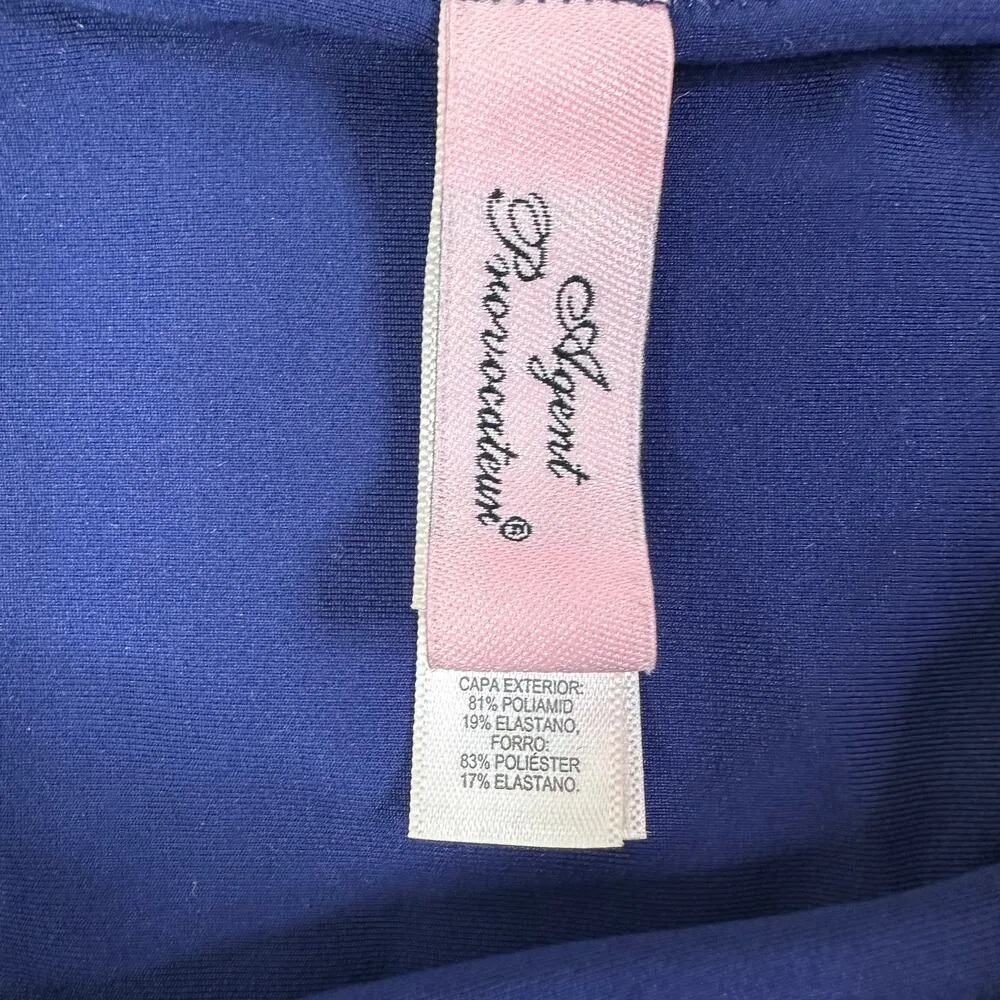 Agent
Provocateur®
CAPA EXTERIOR:
81% POLIAMID
19% ELASTANO,
FORRO:
83% POLIÉSTER
17% ELASTANO.